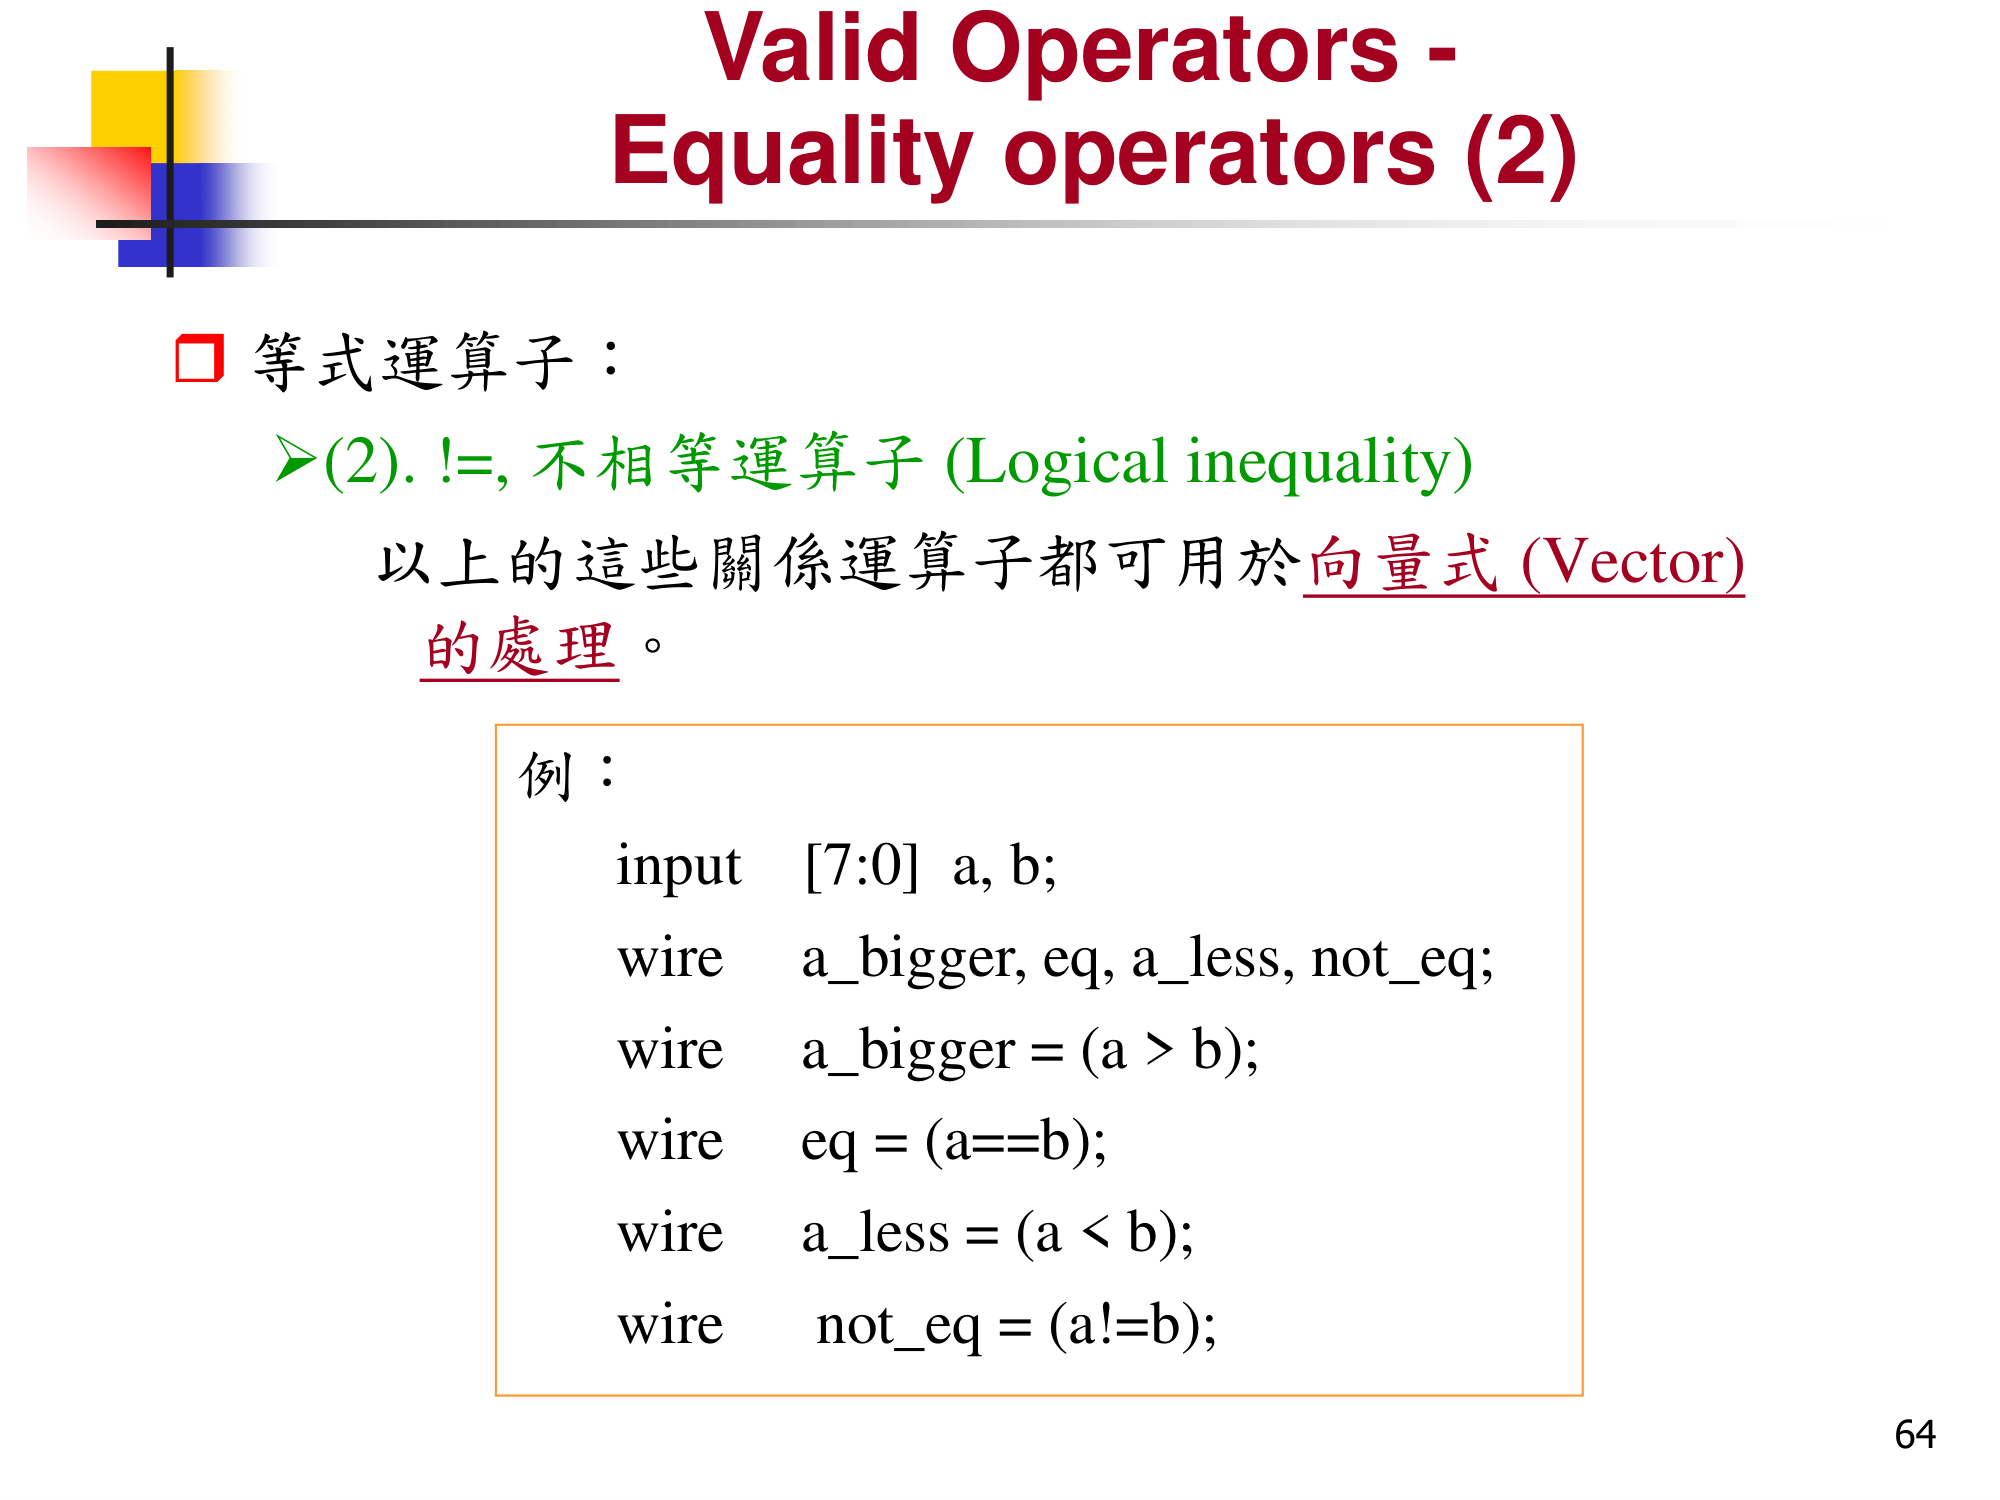 Valid Operators -
Equality operators (2)
等式運算子：
(2). !=, 不相等運算子 (Logical inequality)
以上的這些關係運算子都可用於向量式 (Vector)
的處理。
例：
input [7:0] a, b;
wire a_bigger, eq, a_less, not_eq;
wire a_bigger = (a > b);
wire eq = (a==b);
wire a_less = (a < b);
wire not_eq = (a!=b);
64